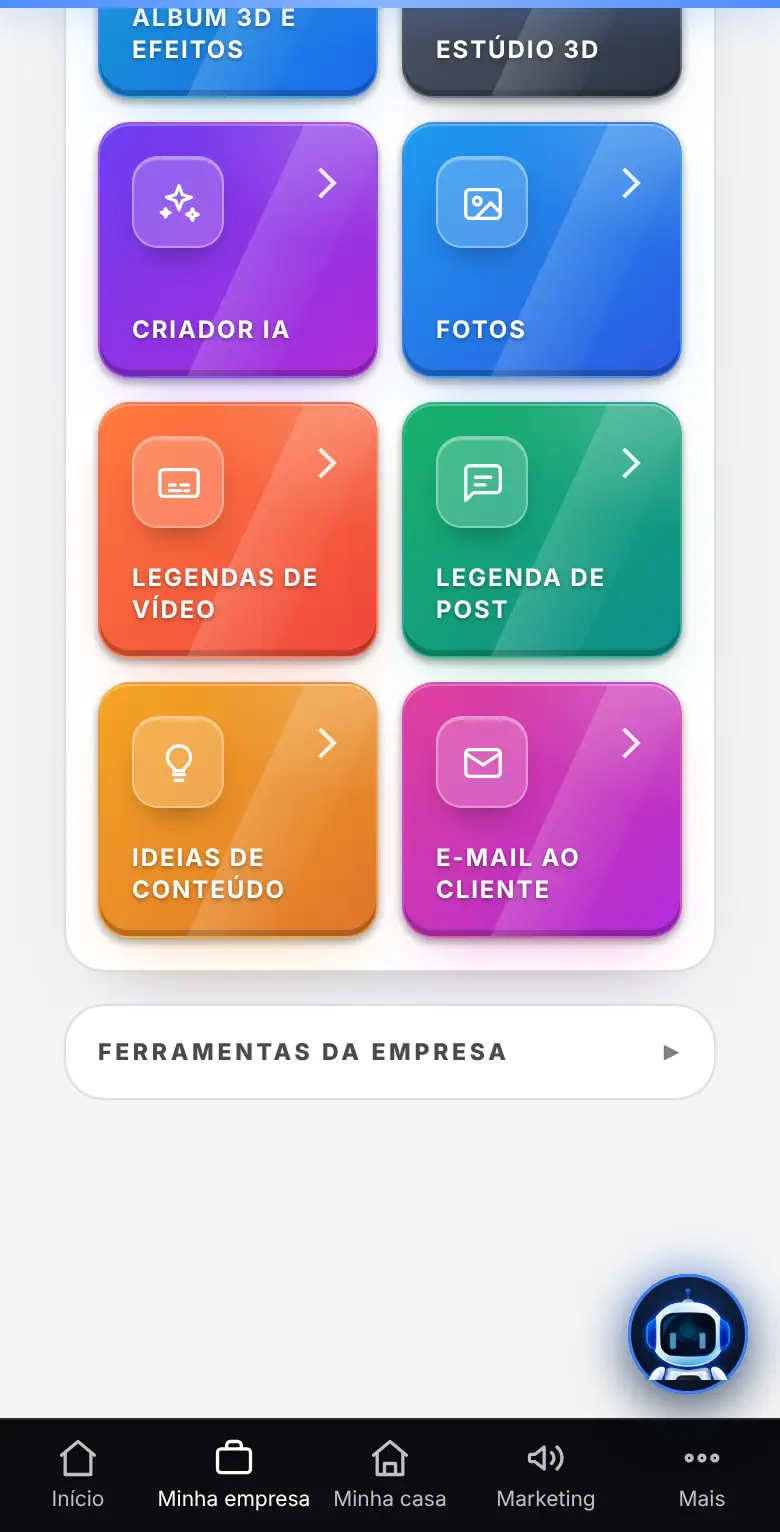 ÁLBUM 3D E
EFEITOS
ESTÚDIO 3D
CRIADOR IA
FOTOS
LEGENDAS DE
VÍDEO
LEGENDA DE
POST
IDEIAS DE
CONTEÚDO
E-MAIL AO
CLIENTE
FERRAMENTAS DA EMPRESA
Início
Minha empresa
Minha casa
Marketing
Mais